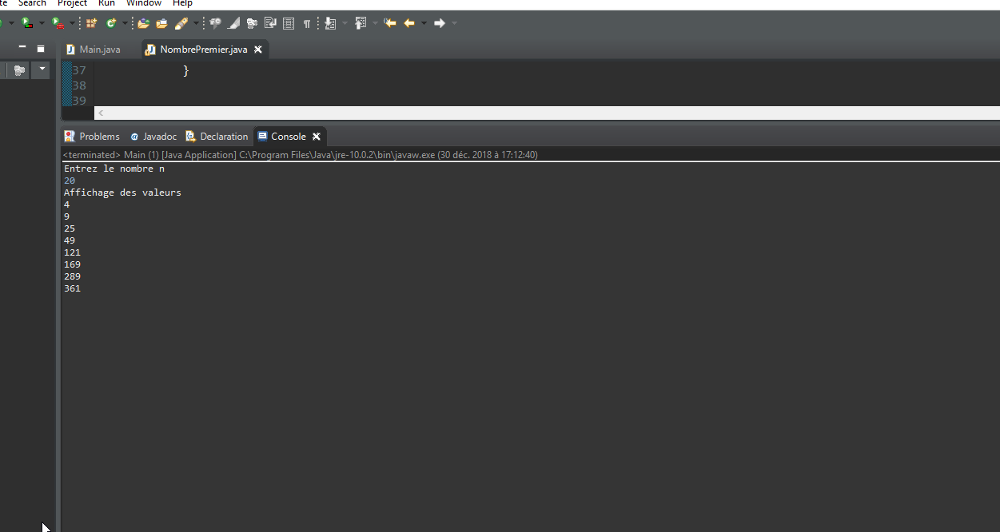 te Search Project Run Window Help
Main.java NombrePremier.java
37 }
38
39
Problems Javadoc Declaration Console
<terminated> Main (1) [Java Application] C:\Program Files\Java\jre-10.0.2\bin\javaw.exe (30 déc. 2018 à 17:12:40)
Entrez le nombre n
20
Affichage des valeurs
4
9
25
49
121
169
289
361